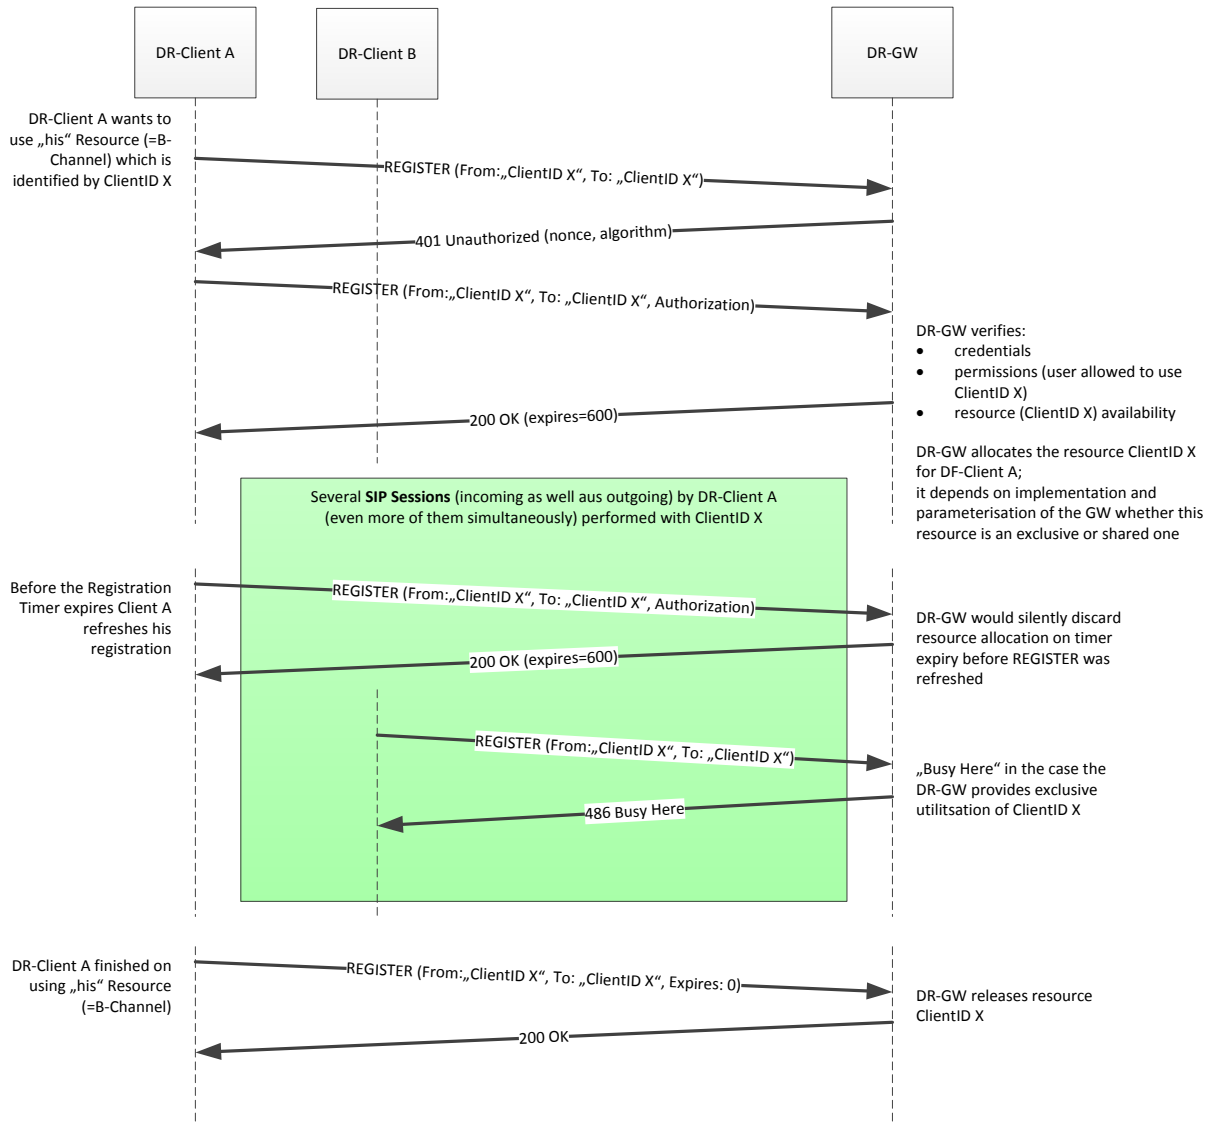 DR-Client A
DR-Client B
DR-GW
DR-Client A wants to
use „his“ Resource (=B-
Channel) which is
identified by ClientID X
REGISTER (From:„ClientID X“, To: „ClientID X“)
401 Unauthorized (nonce, algorithm)
REGISTER (From:„ClientID X“, To: „ClientID X“, Authorization)
DR-GW verifies:
• credentials
• permissions (user allowed to use
ClientID X)
• resource (ClientID X) availability
200 OK (expires=600)
DR-GW allocates the resource ClientID X
for DF-Client A;
it depends on implementation and
parameterisation of the GW whether this
resource is an exclusive or shared one
Several SIP Sessions (incoming as well aus outgoing) by DR-Client A
(even more of them simultaneously) performed with ClientID X
Before the Registration
Timer expires Client A
refreshes his
registration
REGISTER (From:„ClientID X“, To: „ClientID X“, Authorization)
DR-GW would silently discard
resource allocation on timer
expiry before REGISTER was
refreshed
200 OK (expires=600)
REGISTER (From:„ClientID X“, To: „ClientID X“)
„Busy Here“ in the case the
DR-GW provides exclusive
utilitsation of ClientID X
486 Busy Here
DR-Client A finished on
using „his“ Resource
(=B-Channel)
REGISTER (From:„ClientID X“, To: „ClientID X“, Expires: 0)
DR-GW releases resource
ClientID X
200 OK